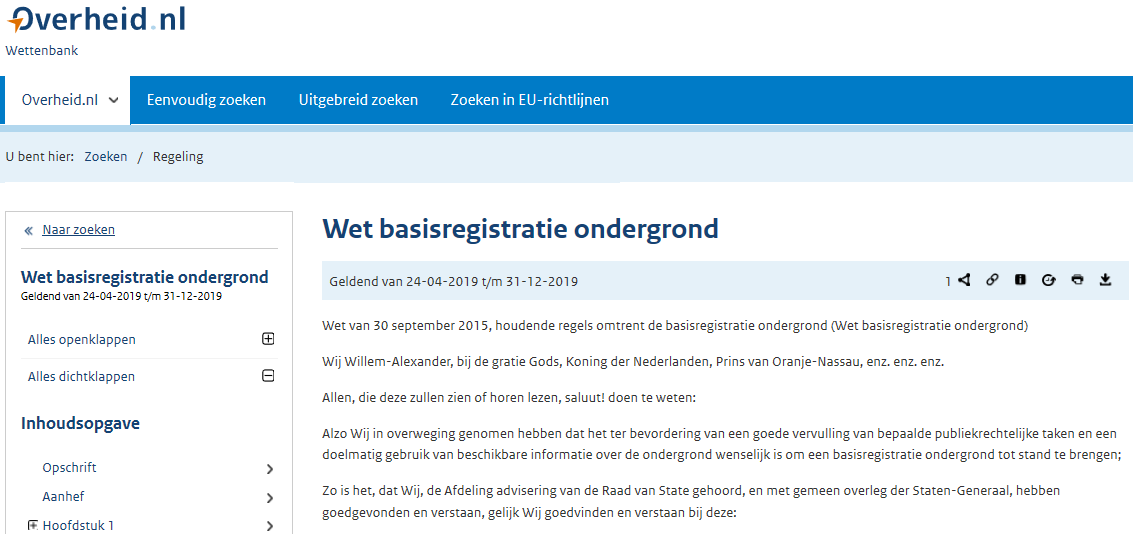 Overheid.nl
Wettenbank
Overheid.nl
Eenvoudig zoeken
Uitgebreid zoeken
Zoeken in EU-richtlijnen
U bent hier: Zoeken / Regeling
Naar zoeken
Wet basisregistratie ondergrond
Geldend van 24-04-2019 t/m 31-12-2019
Alles openklappen
Alles dichtklappen
Inhoudsopgave
Opschrift
Aanhef
Hoofdstuk 1
Wet basisregistratie ondergrond
Geldend van 24-04-2019 t/m 31-12-2019
1
Wet van 30 september 2015, houdende regels omtrent de basisregistratie ondergrond (Wet basisregistratie ondergrond)
Wij Willem-Alexander, bij de gratie Gods, Koning der Nederlanden, Prins van Oranje-Nassau, enz. enz. enz.
Allen, die deze zullen zien of horen lezen, saluut! doen te weten:
Alzo Wij in overweging genomen hebben dat het ter bevordering van een goede vervulling van bepaalde publiekrechtelijke taken en een
doelmatig gebruik van beschikbare informatie over de ondergrond wenselijk is om een basisregistratie ondergrond tot stand te brengen;
Zo is het, dat Wij, de Afdeling advisering van de Raad van State gehoord, en met gemeen overleg der Staten-Generaal, hebben
goedgevonden en verstaan, gelijk Wij goedvinden en verstaan bij deze: